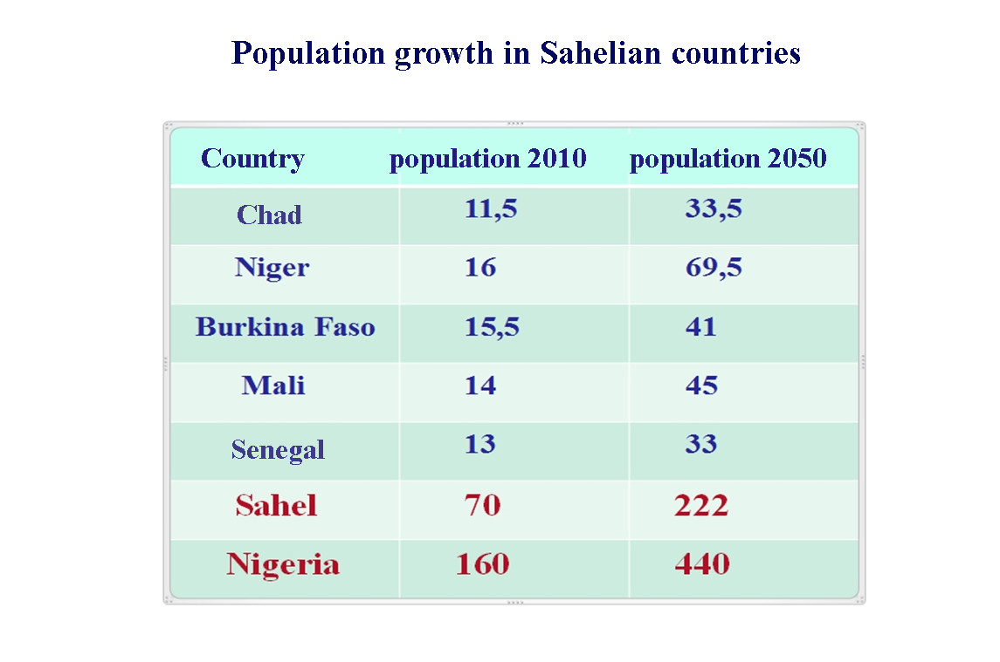 Population growth in Sahelian countries
Country population 2010 population 2050
Chad 11,5 33,5
Niger 16 69,5
Burkina Faso 15,5 41
Mali 14 45
Senegal 13 33
Sahel 70 222
Nigeria 160 440